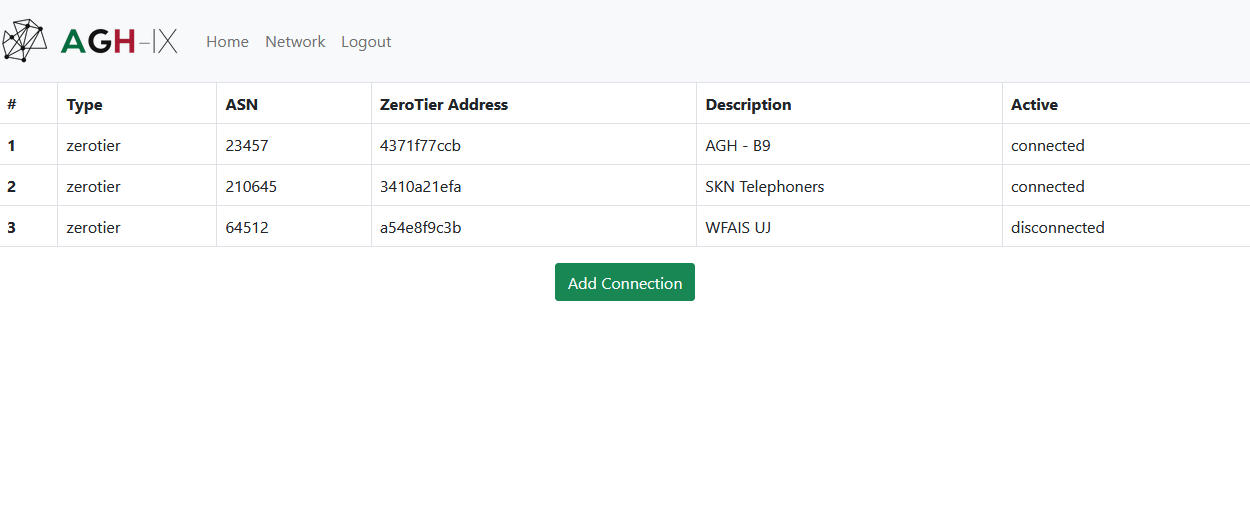 AGH-IX Home Network Logout
# Type ASN ZeroTier Address Description Active
1 zerotier 23457 4371f77ccb AGH - B9 connected
2 zerotier 210645 3410a21efa SKN Telephoners connected
3 zerotier 64512 a54e8f9c3b WFAIS UJ disconnected
Add Connection